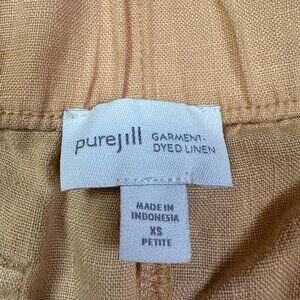 purejill
GARMENT-
DYED LINEN
MADE IN
INDONESIA
XS
PETITE